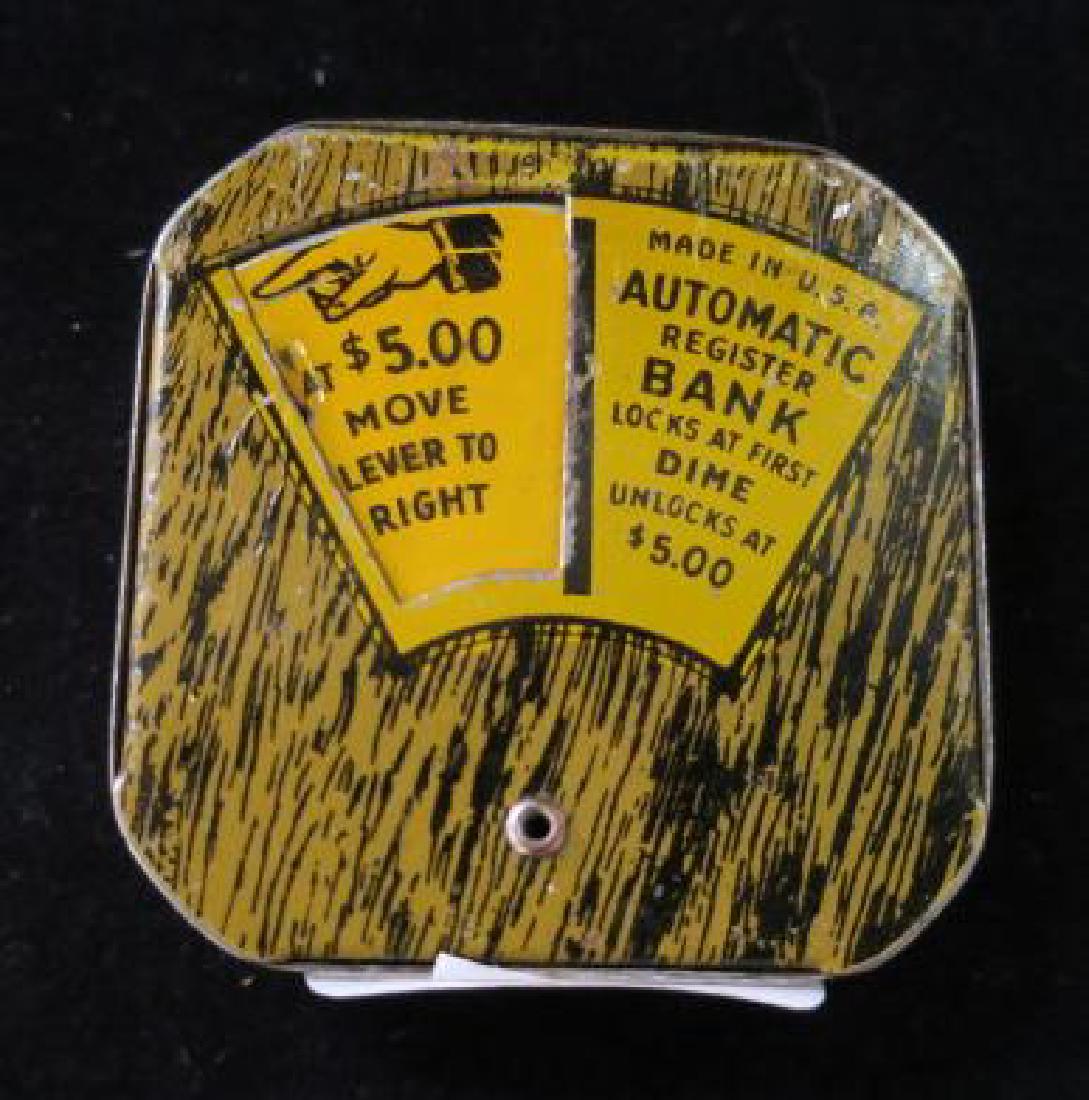 AT $5.00
MOVE
LEVER TO
RIGHT
MADE IN U.S.A.
AUTOMATIC
REGISTER
BANK
LOCKS AT FIRST
DIME
UNLOCKS AT
$5.00